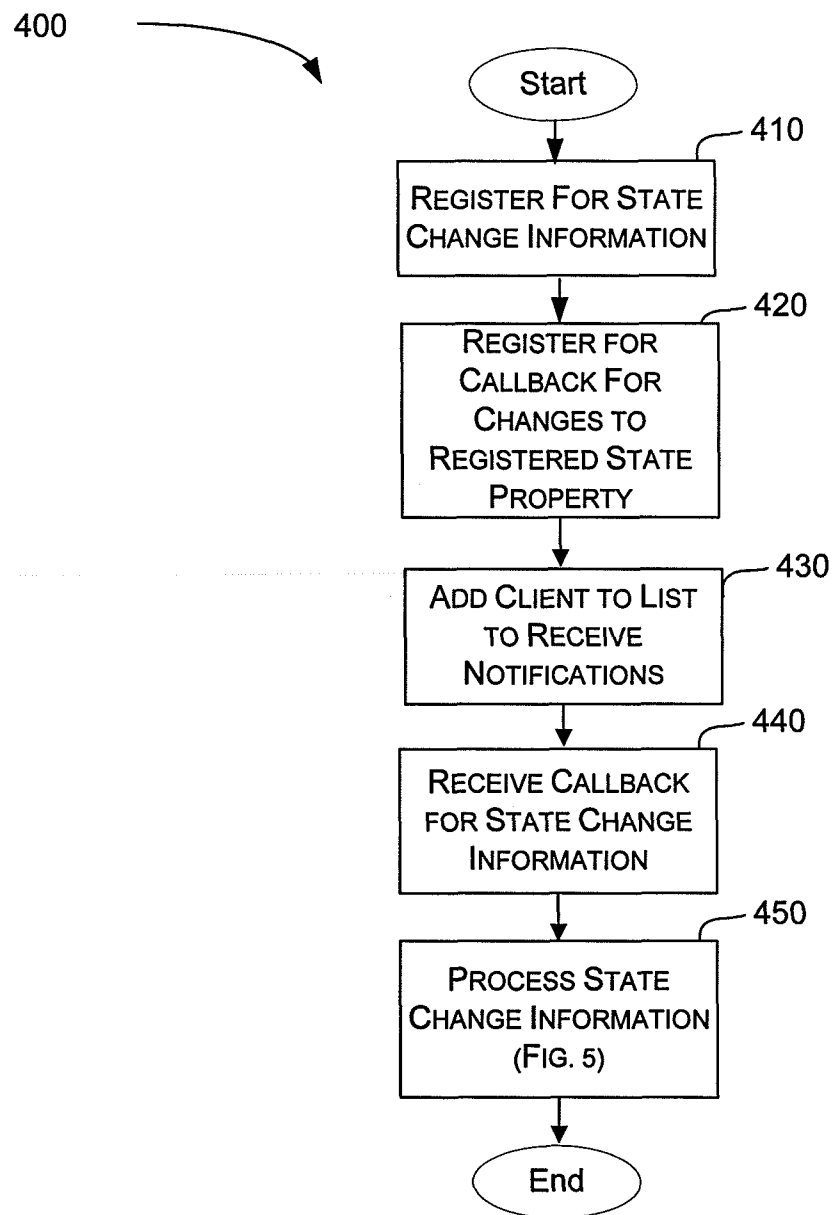 400
Start
410
REGISTER FOR STATE
CHANGE INFORMATION
420
REGISTER FOR
CALLBACK FOR
CHANGES TO
REGISTERED STATE
PROPERTY
430
ADD CLIENT TO LIST
TO RECEIVE
NOTIFICATIONS
440
RECEIVE CALLBACK
FOR STATE CHANGE
INFORMATION
450
PROCESS STATE
CHANGE INFORMATION
(FIG. 5)
End